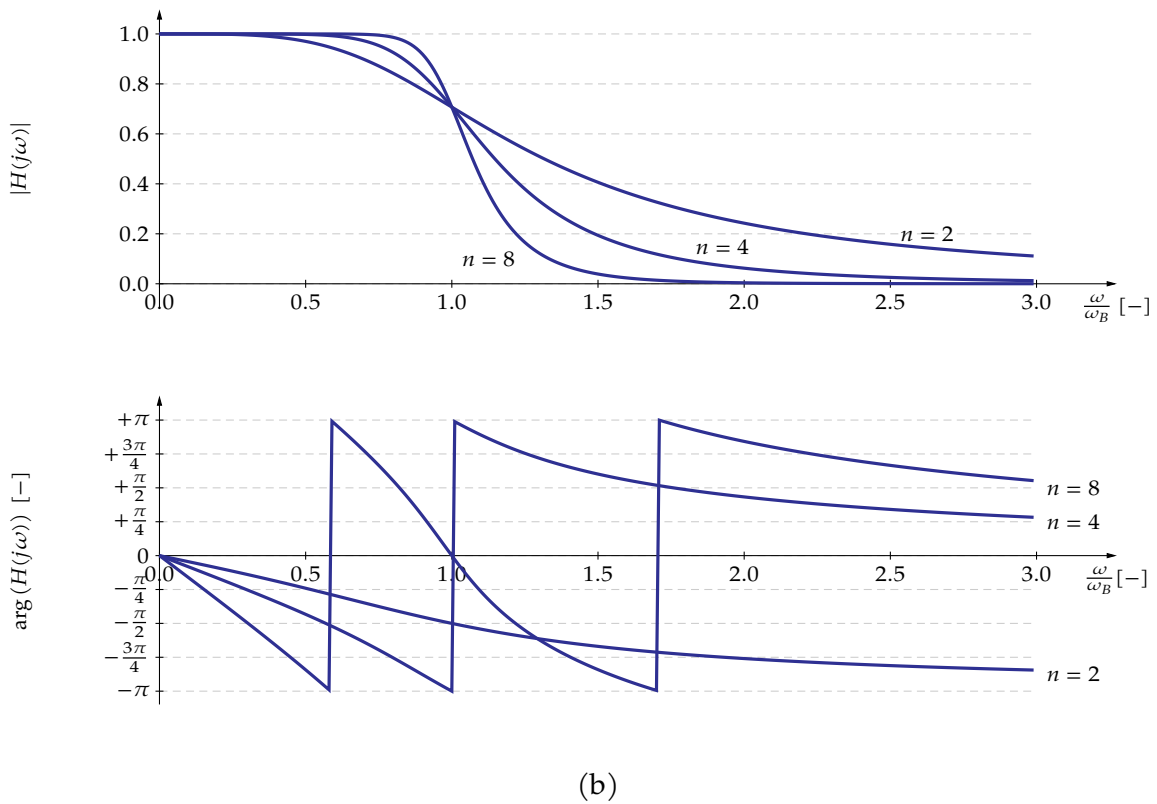 |H(jω)|
1.0
0.8
0.6
0.4
0.2
0.0
n = 8
n = 4
n = 2
0.0 0.5 1.0 1.5 2.0 2.5 3.0
ω/ω_B [−]
arg(H(jω)) [−]
+π
+3π/4
+π/2
+π/4
0
−π/4
−π/2
−3π/4
−π
0.0 0.5 1.0 1.5 2.0 2.5 3.0
ω/ω_B [−]
n = 8
n = 4
n = 2
(b)